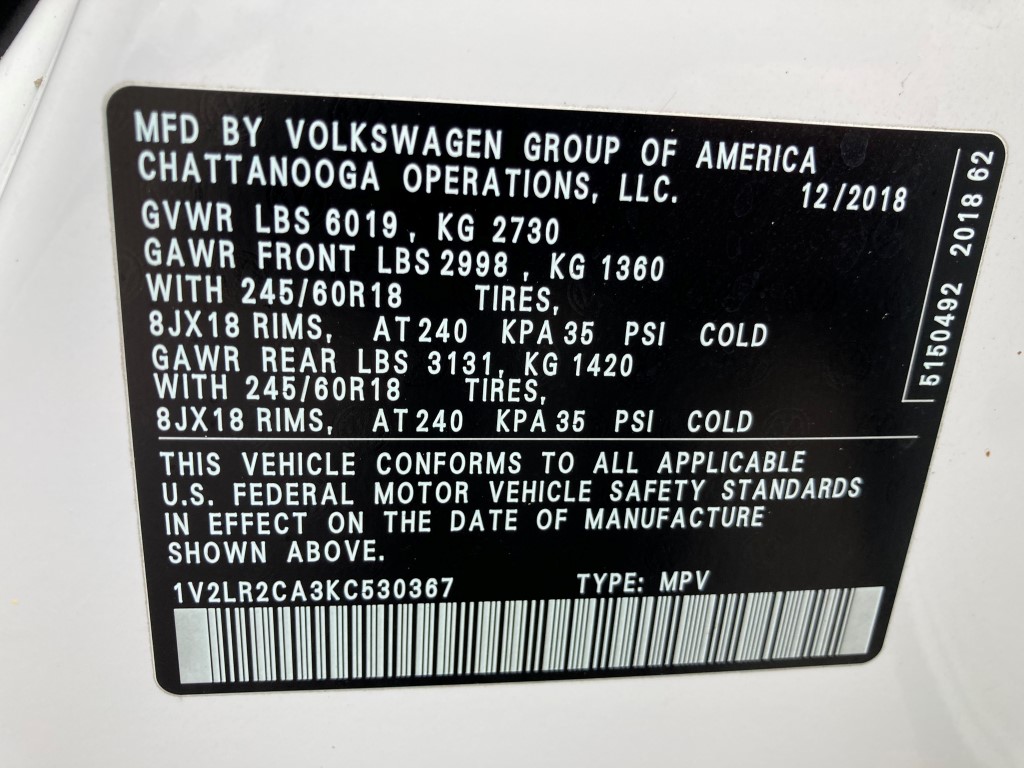 MFD BY VOLKSWAGEN GROUP OF AMERICA
CHATTANOOGA OPERATIONS, LLC. 12/2018
GVWR LBS 6019, KG 2730
GAWR FRONT LBS 2998, KG 1360
WITH 245/60R18 TIRES,
8JX18 RIMS, AT 240 KPA 35 PSI COLD
GAWR REAR LBS 3131, KG 1420
WITH 245/60R18 TIRES,
8JX18 RIMS, AT 240 KPA 35 PSI COLD
THIS VEHICLE CONFORMS TO ALL APPLICABLE
U.S. FEDERAL MOTOR VEHICLE SAFETY STANDARDS
IN EFFECT ON THE DATE OF MANUFACTURE
SHOWN ABOVE.
1V2LR2CA3KC530367 TYPE: MPV
5150492 2018 62